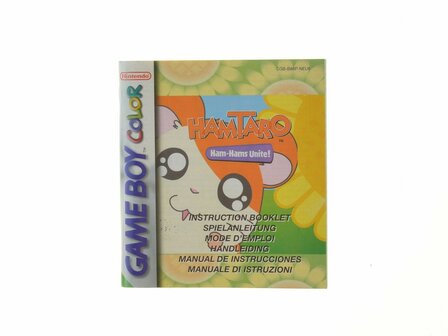 Nintendo
GAME BOY COLOR
HAMTARO
Ham-Hams Unite!
INSTRUCTION BOOKLET
SPIELANLEITUNG
MODE D'EMPLOI
HANDLEIDING
MANUAL DE INSTRUCCIONES
MANUALE DI ISTRUZIONI